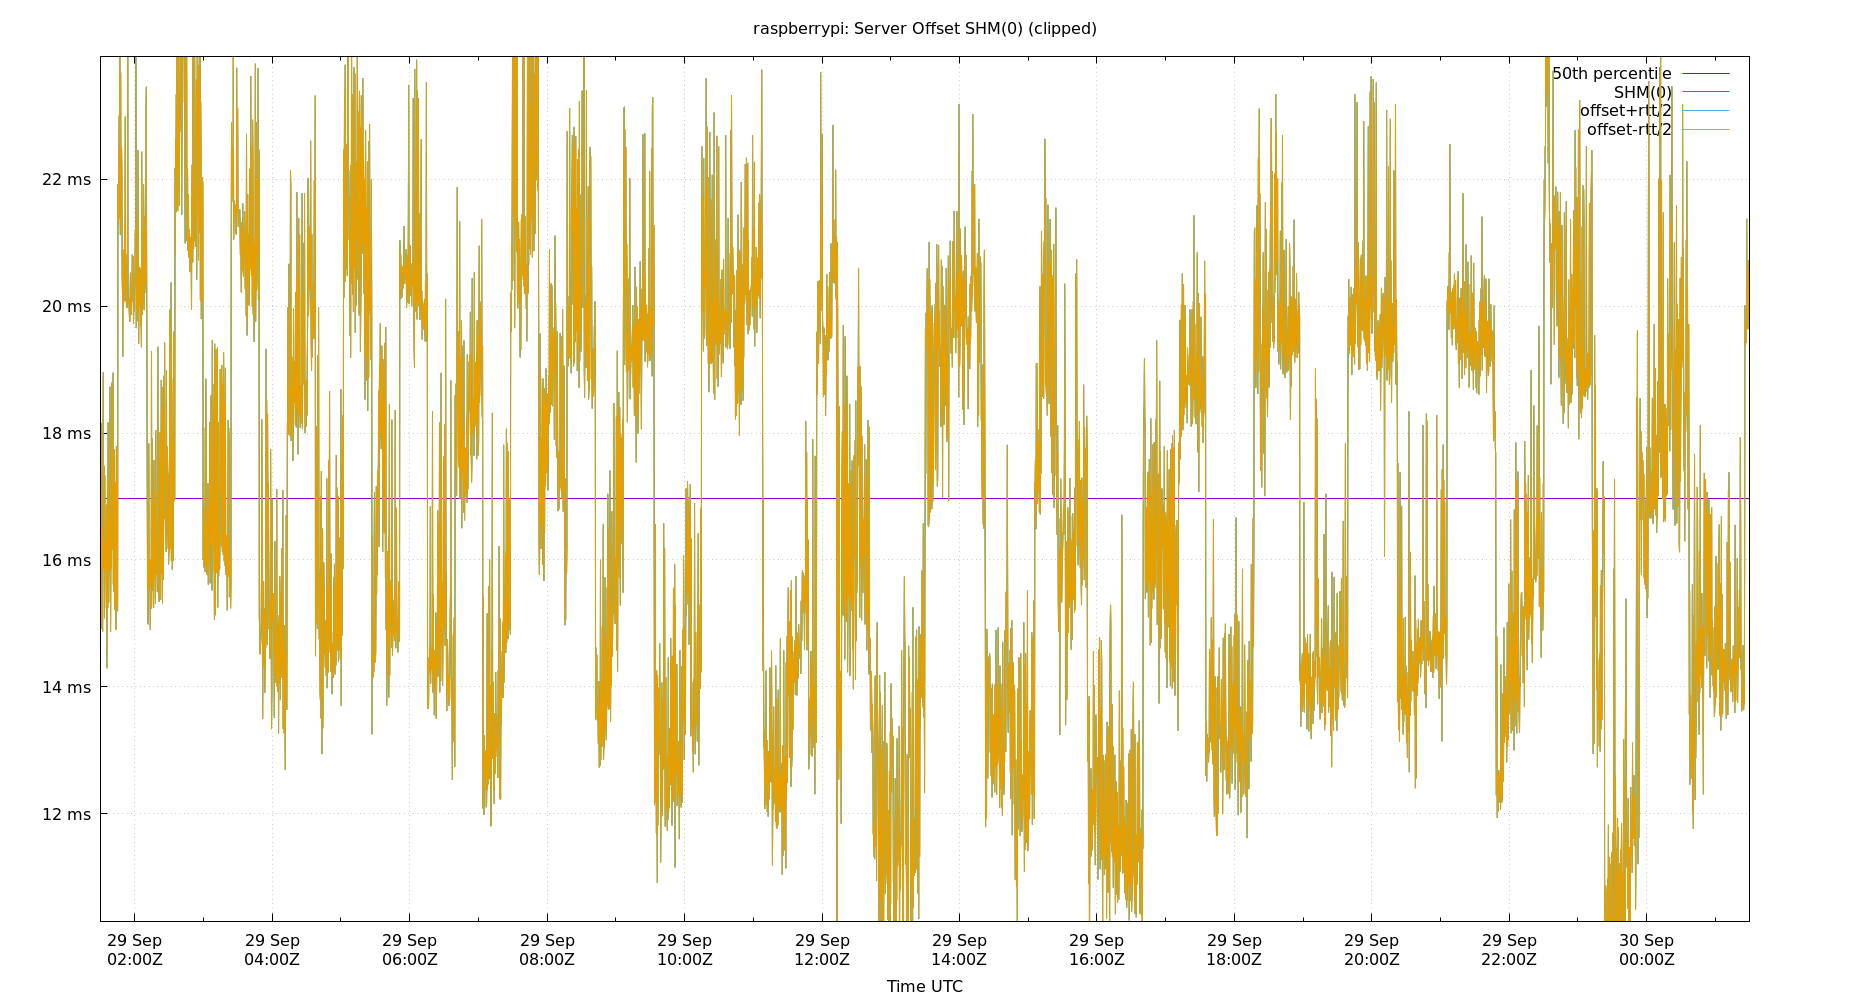 raspberrypi: Server Offset SHM(0) (clipped)
50th percentile
SHM(0)
offset+rtt/2
offset-rtt/2
22 ms
20 ms
18 ms
16 ms
14 ms
12 ms
29 Sep 29 Sep 29 Sep 29 Sep 29 Sep 29 Sep 29 Sep 29 Sep 29 Sep 29 Sep 29 Sep 30 Sep
02:00Z 04:00Z 06:00Z 08:00Z 10:00Z 12:00Z 14:00Z 16:00Z 18:00Z 20:00Z 22:00Z 00:00Z
Time UTC